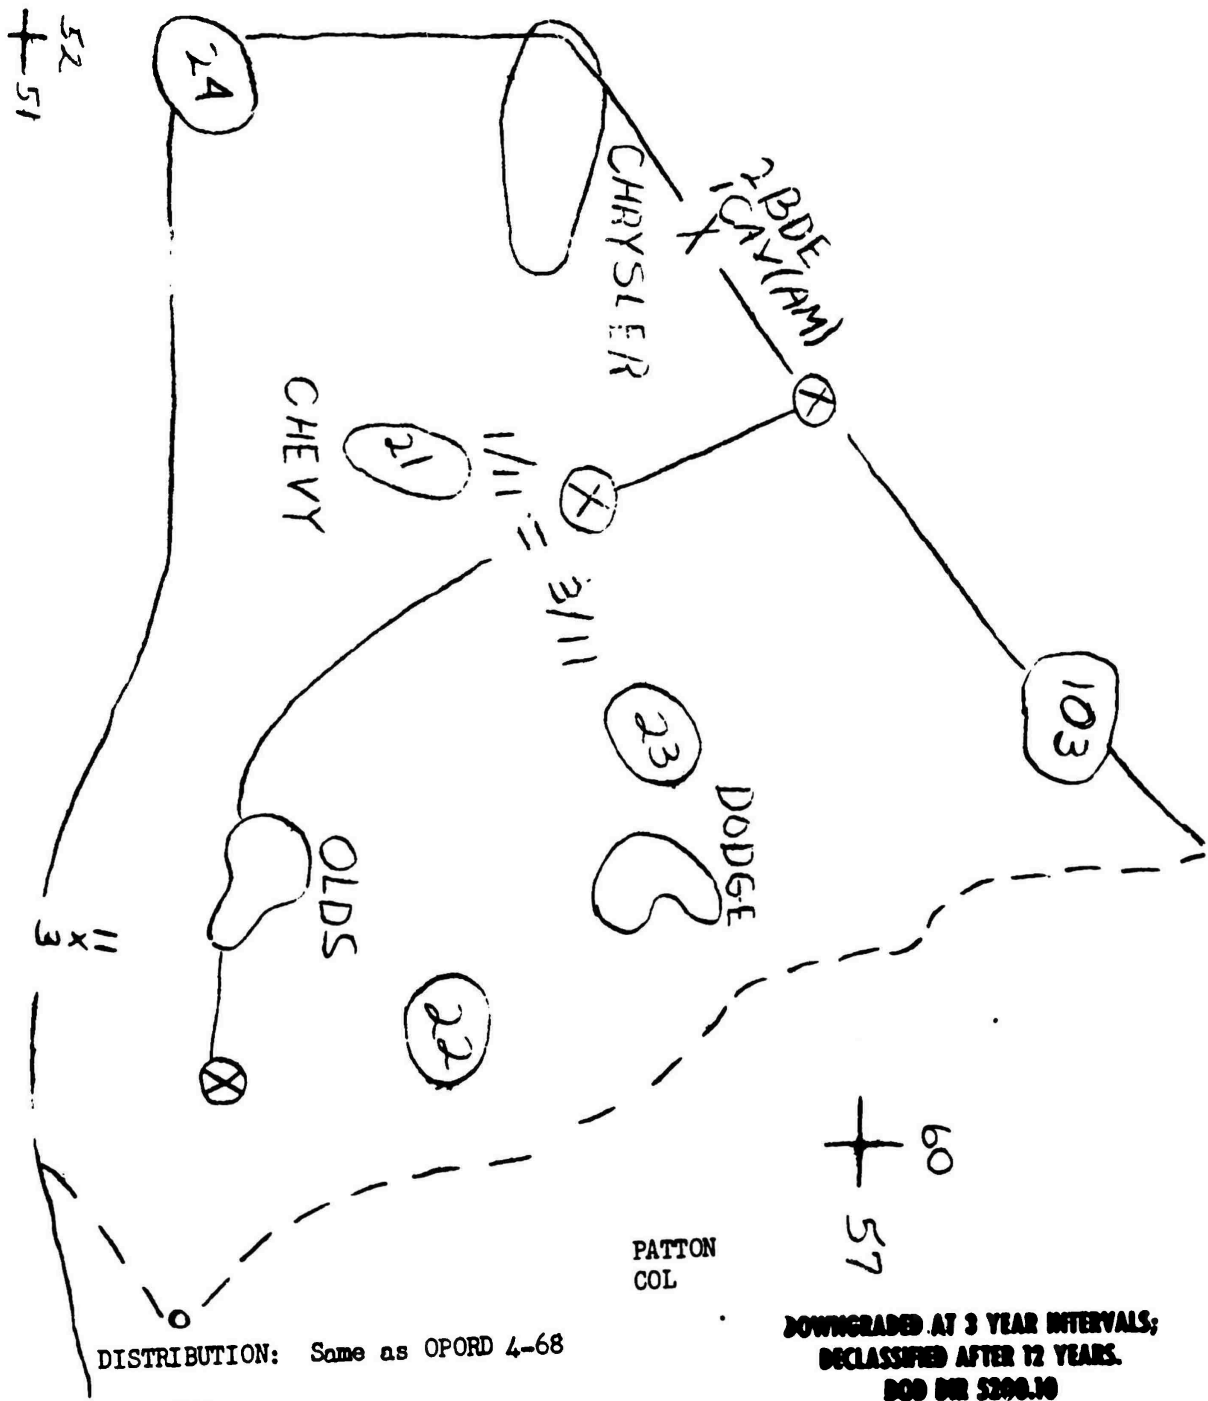 52
51
24
CHRYSLER
2 BDE
1 CAV (AM)
X
X
103
CHEVY
21
1/11
X
3/11
23
DODGE
OLDS
3 X 11
22
X
60
57
PATTON
COL
DISTRIBUTION: Same as OPORD 4-68
DOWNGRADED AT 3 YEAR INTERVALS;
DECLASSIFIED AFTER 12 YEARS.
DOD DIR 5200.10